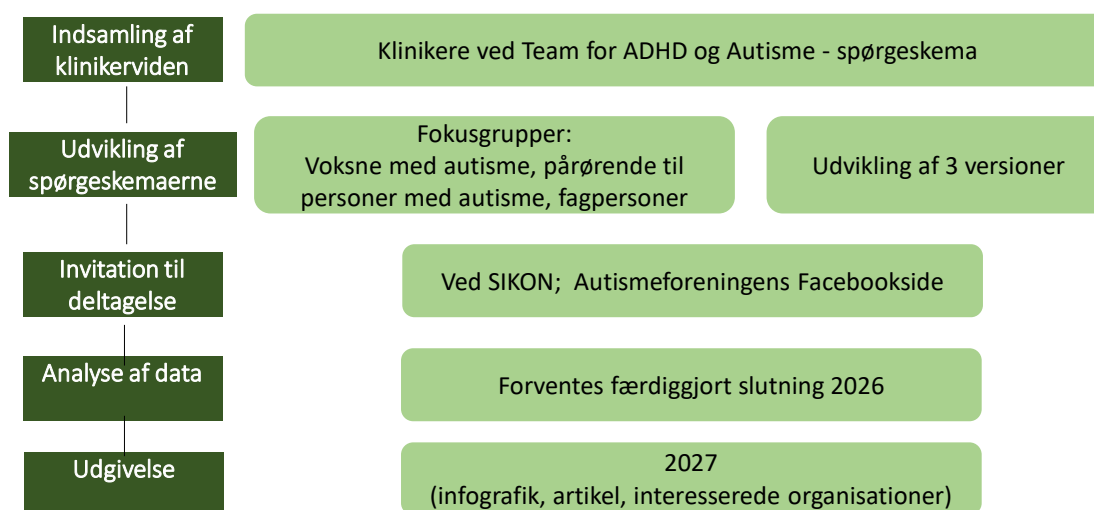 Indsamling af
klinikerviden
Klinikere ved Team for ADHD og Autisme - spørgeskema
Udvikling af
spørgeskemaerne
Fokusgrupper:
Voksne med autisme, pårørende til
personer med autisme, fagpersoner
Udvikling af 3 versioner
Invitation til
deltagelse
Ved SIKON; Autismeforeningens Facebookside
Analyse af data
Forventes færdiggjort slutning 2026
Udgivelse
2027
(infografik, artikel, interesserede organisationer)